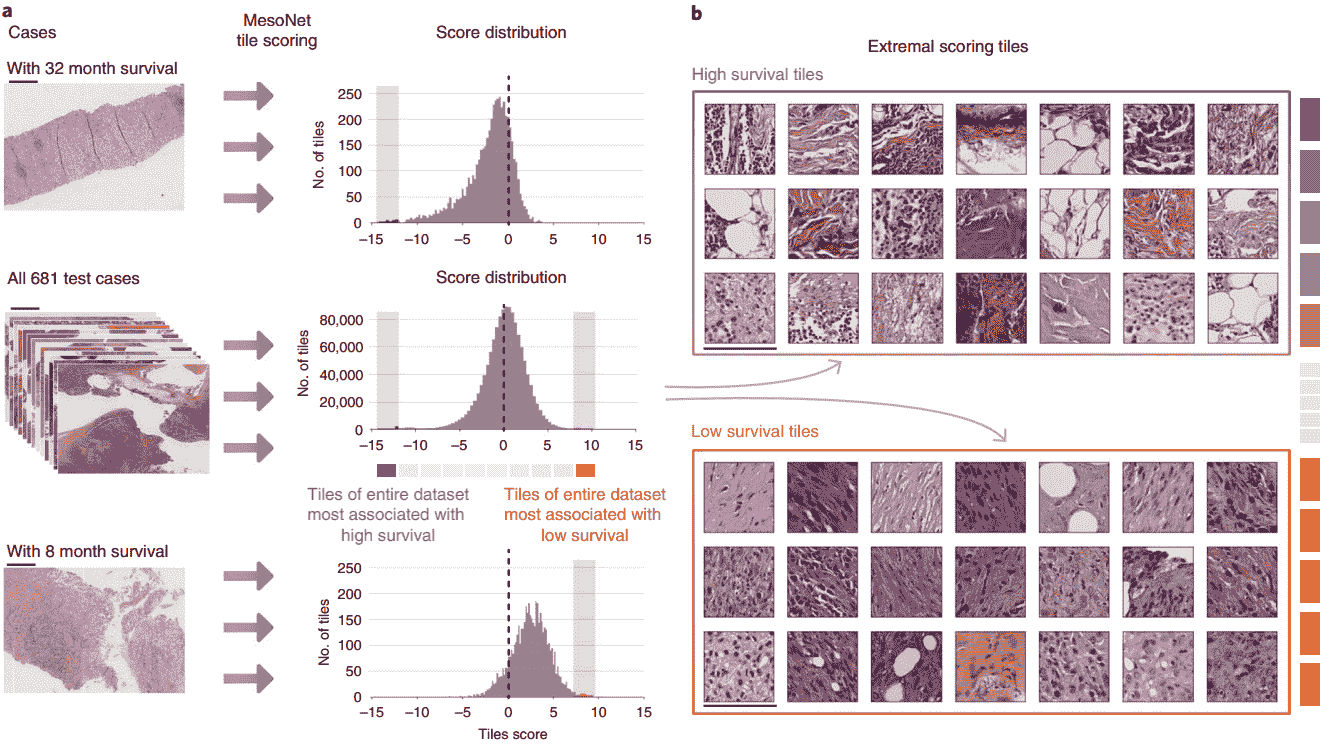 a
Cases
MesoNet
tile scoring
Score distribution
With 32 month survival
No. of tiles
250
200
150
100
50
0
−15 −10 −5 0 5 10 15
All 681 test cases
Score distribution
No. of tiles
80,000
60,000
40,000
20,000
0
−15 −10 −5 0 5 10 15
Tiles of entire dataset
most associated with
high survival
Tiles of entire dataset
most associated with
low survival
With 8 month survival
No. of tiles
250
200
150
100
50
0
−15 −10 −5 0 5 10 15
Tiles score
b
Extremal scoring tiles
High survival tiles
Low survival tiles